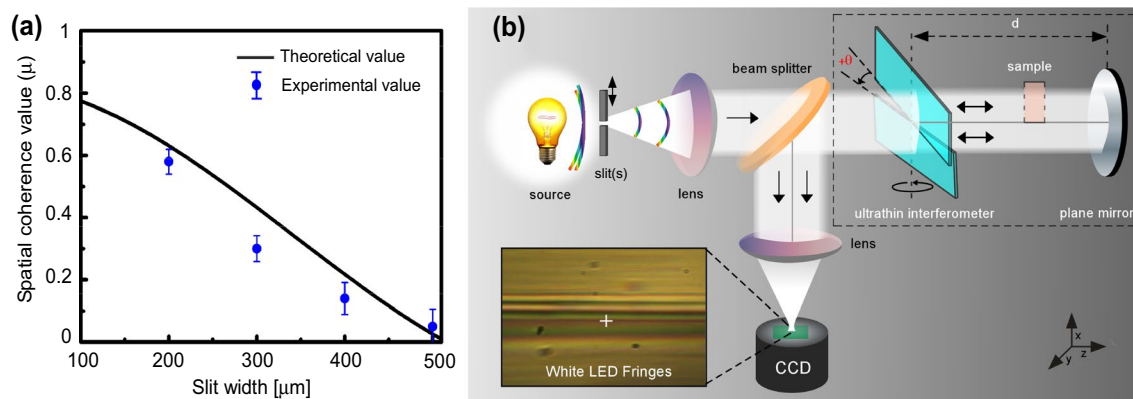 (a)
1
0.8
0.6
0.4
0.2
0
100
200
300
400
500
Spatial coherence value (μ)
Slit width [μm]
Theoretical value
Experimental value
(b)
d
+θ
sample
beam splitter
source
slit(s)
lens
ultrathin interferometer
plane mirror
lens
White LED Fringes
CCD
x
y
z